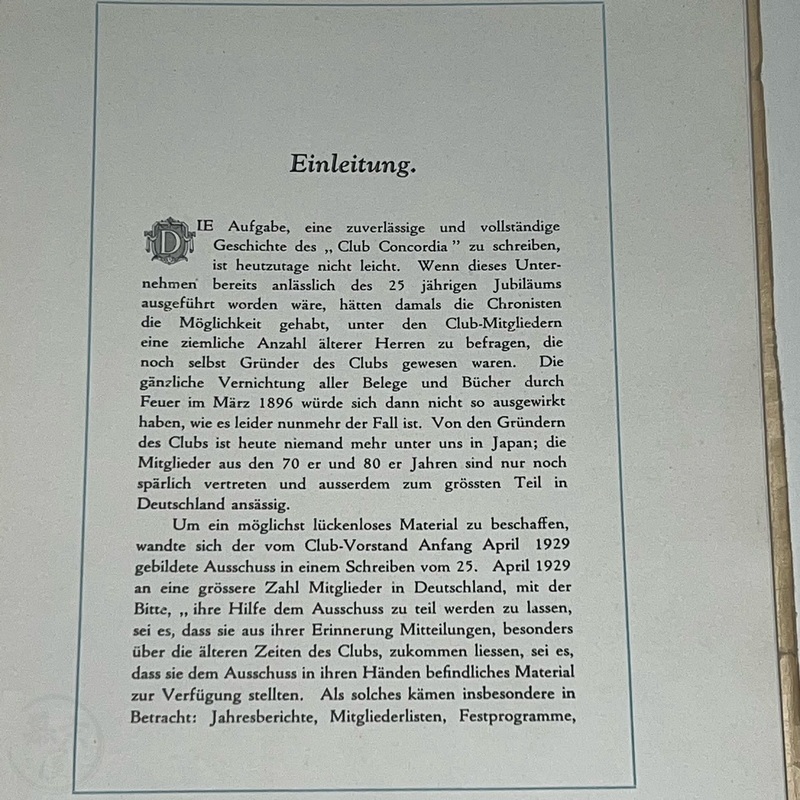 Einleitung.
DIE Aufgabe, eine zuverlässige und vollständige
Geschichte des „ Club Concordia ” zu schreiben,
ist heutzutage nicht leicht. Wenn dieses Unter-
nehmen bereits anlässlich des 25 jährigen Jubiläums
ausgeführt worden wäre, hätten damals die Chronisten
die Möglichkeit gehabt, unter den Club-Mitgliedern
eine ziemliche Anzahl älterer Herren zu befragen, die
noch selbst Gründer des Clubs gewesen waren. Die
gänzliche Vernichtung aller Belege und Bücher durch
Feuer im März 1896 würde sich dann nicht so ausgewirkt
haben, wie es leider nunmehr der Fall ist. Von den Gründern
des Clubs ist heute niemand mehr unter uns in Japan; die
Mitglieder aus den 70 er und 80 er Jahren sind nur noch
spärlich vertreten und ausserdem zum grössten Teil in
Deutschland ansässig.
Um ein möglichst lückenloses Material zu beschaffen,
wandte sich der vom Club-Vorstand Anfang April 1929
gebildete Ausschuss in einem Schreiben vom 25. April 1929
an eine grössere Zahl Mitglieder in Deutschland, mit der
Bitte, „ ihre Hilfe dem Ausschuss zu teil werden zu lassen,
sei es, dass sie aus ihrer Erinnerung Mitteilungen, besonders
über die älteren Zeiten des Clubs, zukommen liessen, sei es,
dass sie dem Ausschuss in ihren Händen befindliches Material
zur Verfügung stellten. Als solches kämen insbesondere in
Betracht: Jahresberichte, Mitgliederlisten, Festprogramme,